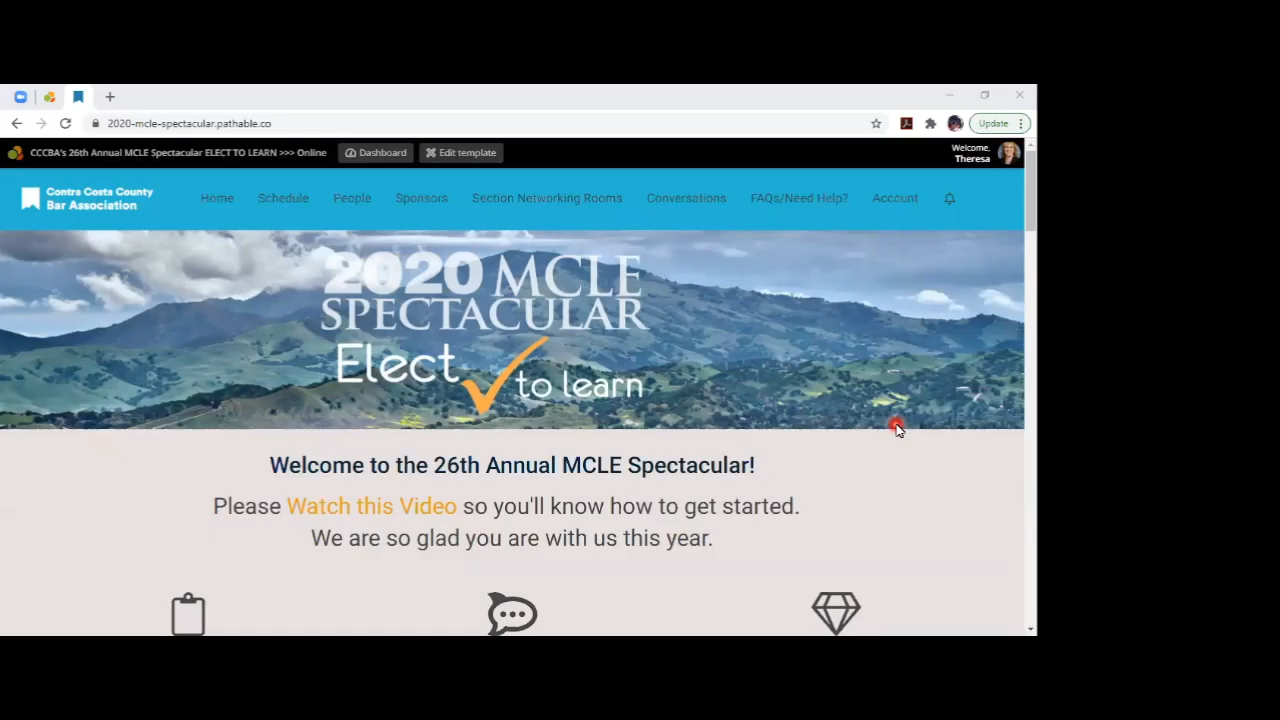 2020-mcle-spectacular.pathable.co
Update
CCCBA's 26th Annual MCLE Spectacular ELECT TO LEARN >>> Online
Dashboard
Edit template
Welcome,
Theresa
Contra Costa County
Bar Association
Home
Schedule
People
Sponsors
Section Networking Rooms
Conversations
FAQs/Need Help?
Account
2020 MCLE
SPECTACULAR
Elect to learn
Welcome to the 26th Annual MCLE Spectacular!
Please Watch this Video so you'll know how to get started.
We are so glad you are with us this year.